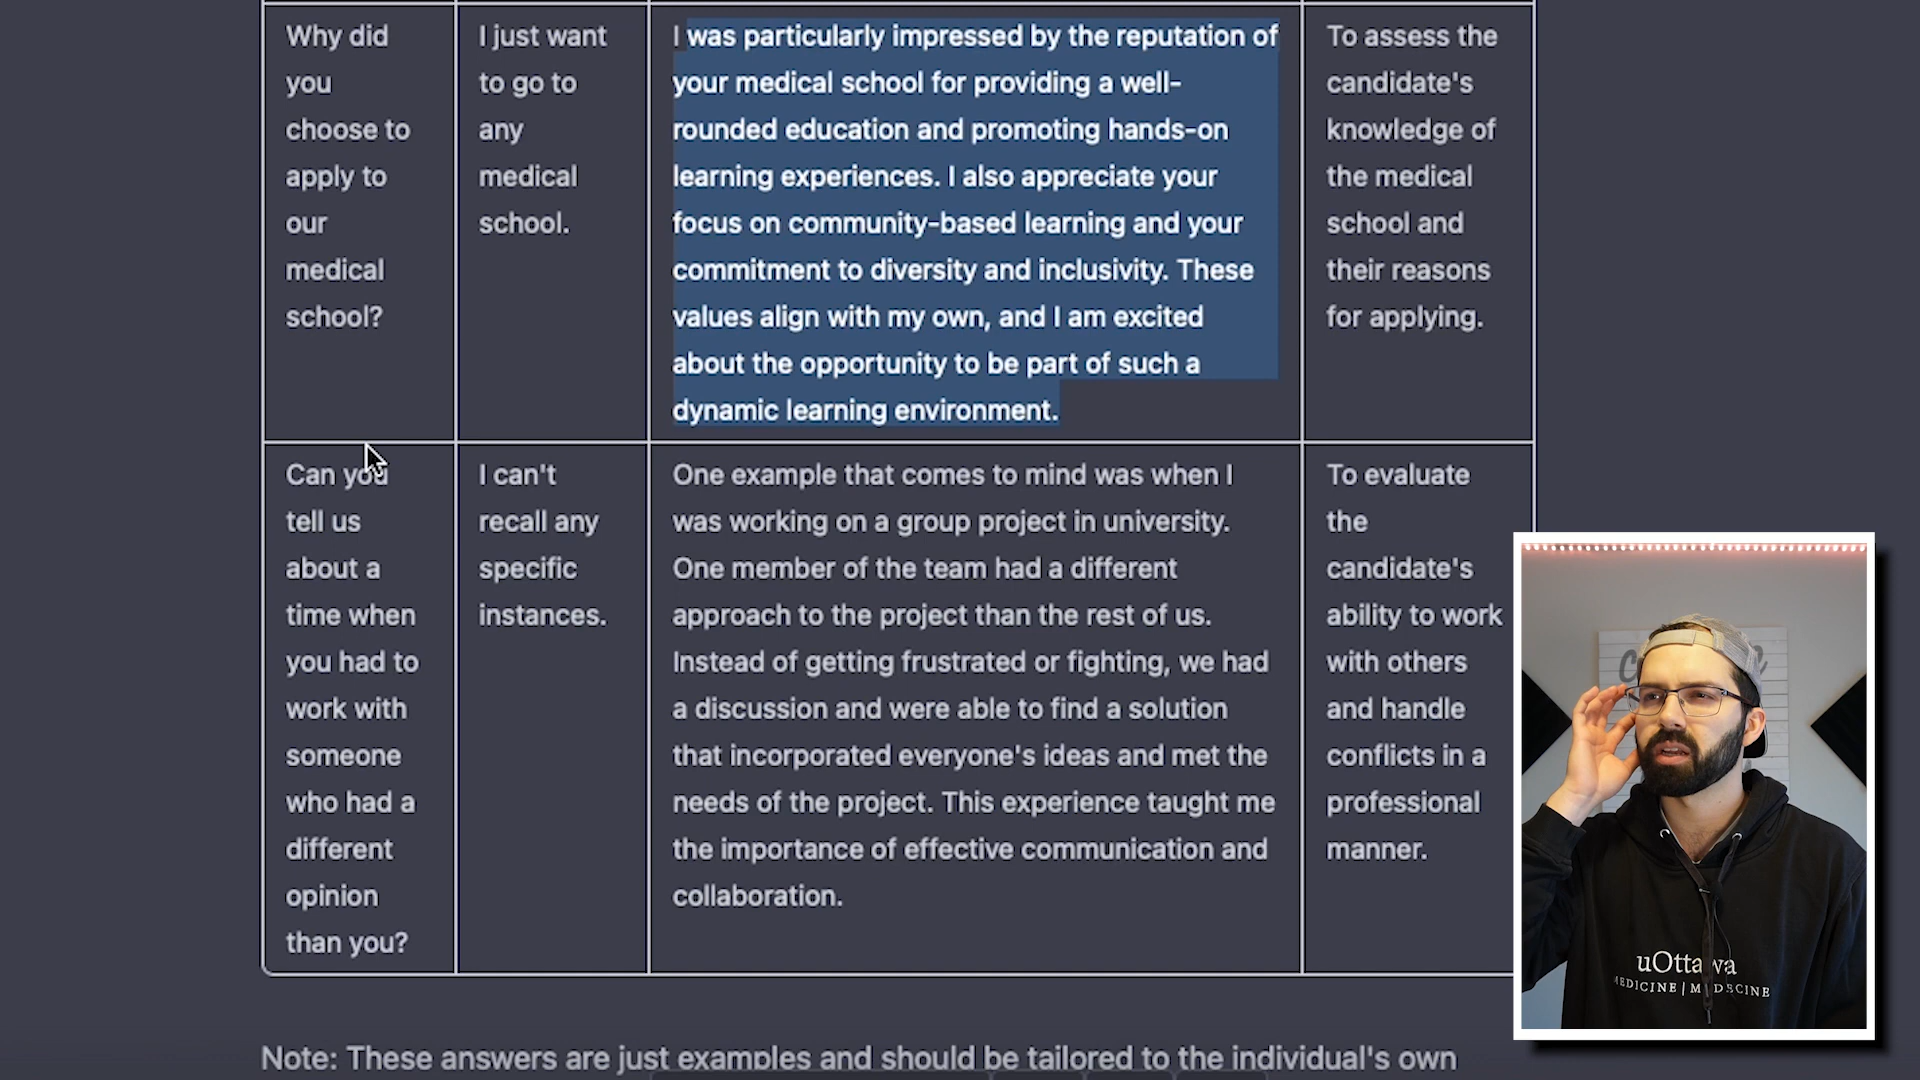 Why did
you
choose to
apply to
our
medical
school?
I just want
to go to
any
medical
school.
I was particularly impressed by the reputation of
your medical school for providing a well-
rounded education and promoting hands-on
learning experiences. I also appreciate your
focus on community-based learning and your
commitment to diversity and inclusivity. These
values align with my own, and I am excited
about the opportunity to be part of such a
dynamic learning environment.
To assess the
candidate's
knowledge of
the medical
school and
their reasons
for applying.
Can you
tell us
about a
time when
you had to
work with
someone
who had a
different
opinion
than you?
I can't
recall any
specific
instances.
One example that comes to mind was when I
was working on a group project in university.
One member of the team had a different
approach to the project than the rest of us.
Instead of getting frustrated or fighting, we had
a discussion and were able to find a solution
that incorporated everyone's ideas and met the
needs of the project. This experience taught me
the importance of effective communication and
collaboration.
To evaluate
the
candidate's
ability to work
with others
and handle
conflicts in a
professional
manner.
Note: These answers are just examples and should be tailored to the individual's own
uOttawa
MEDICINE | MÉDECINE